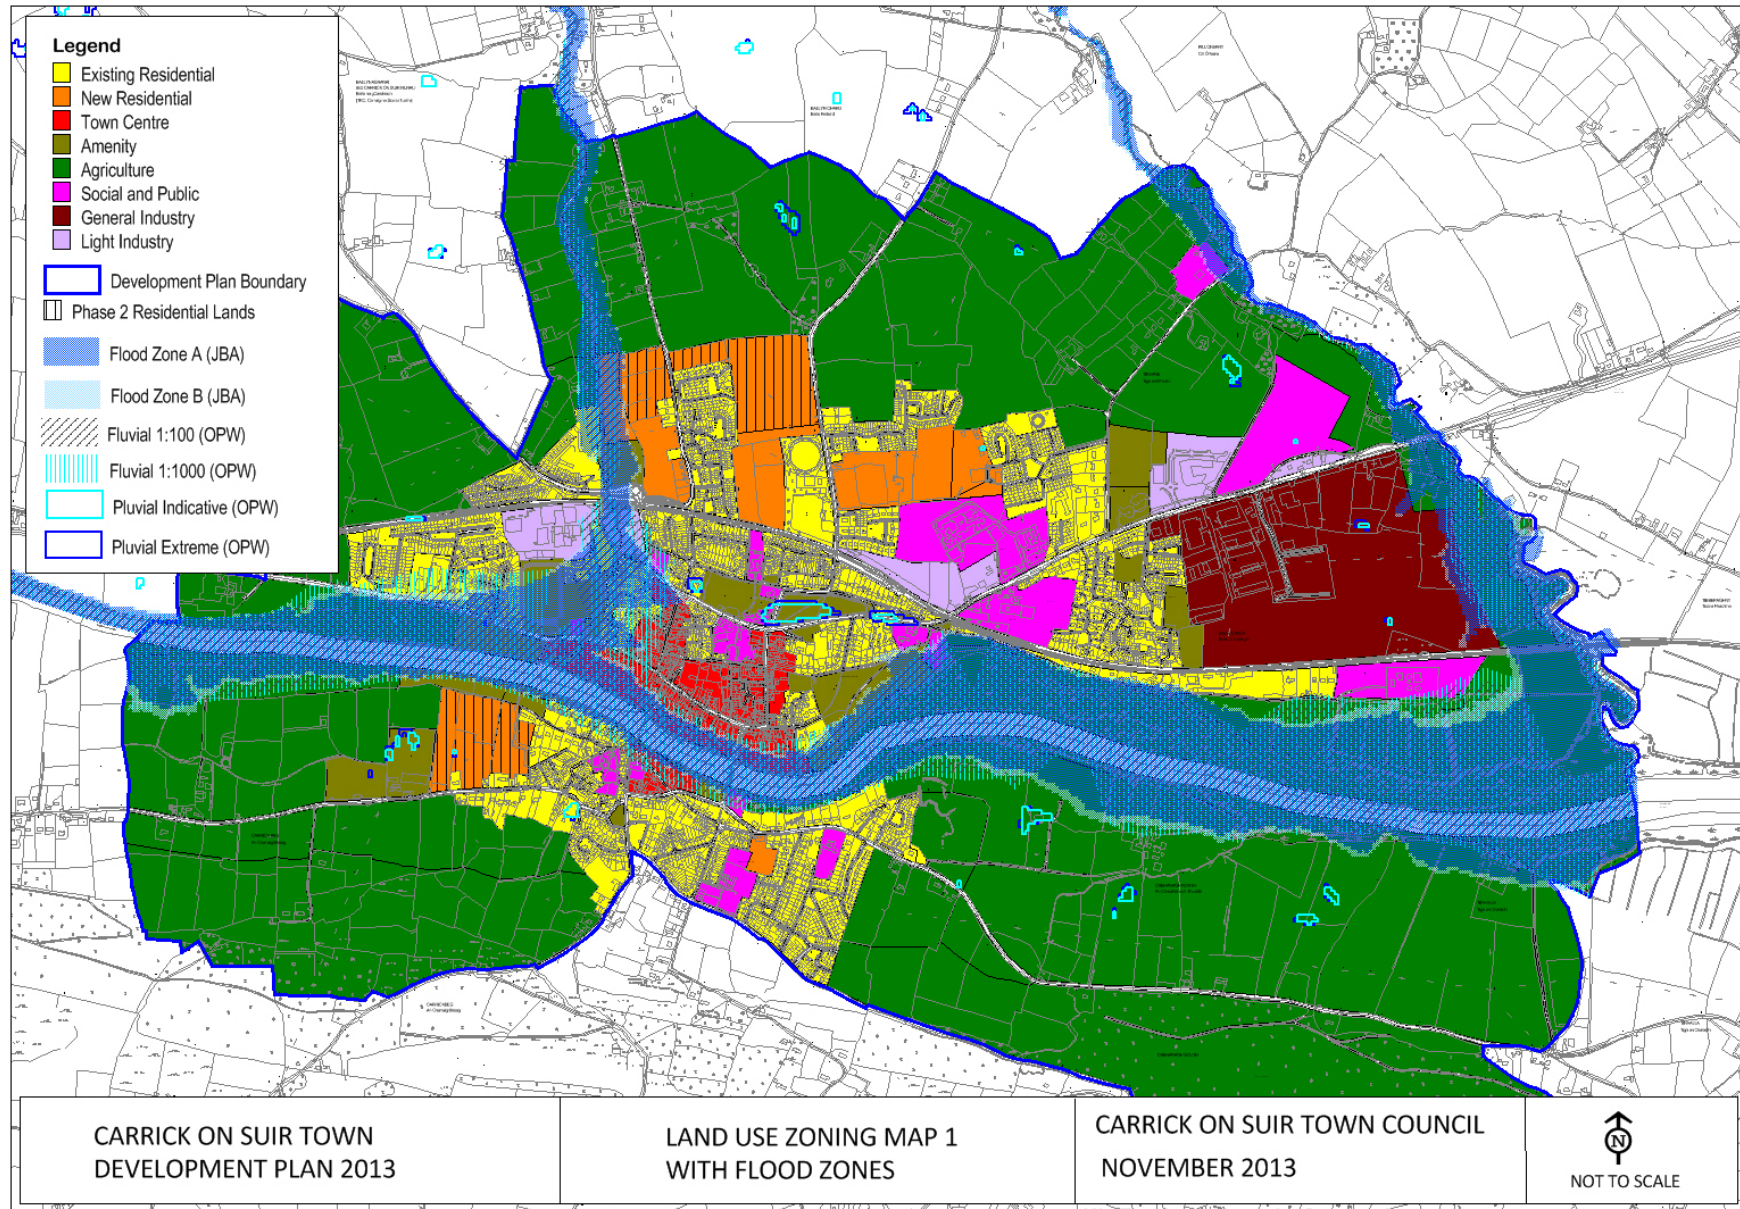 Legend
Existing Residential
New Residential
Town Centre
Amenity
Agriculture
Social and Public
General Industry
Light Industry
Development Plan Boundary
Phase 2 Residential Lands
Flood Zone A (JBA)
Flood Zone B (JBA)
Fluvial 1:100 (OPW)
Fluvial 1:1000 (OPW)
Pluvial Indicative (OPW)
Pluvial Extreme (OPW)
CARRICK ON SUIR TOWN
DEVELOPMENT PLAN 2013
LAND USE ZONING MAP 1
WITH FLOOD ZONES
CARRICK ON SUIR TOWN COUNCIL
NOVEMBER 2013
N
NOT TO SCALE